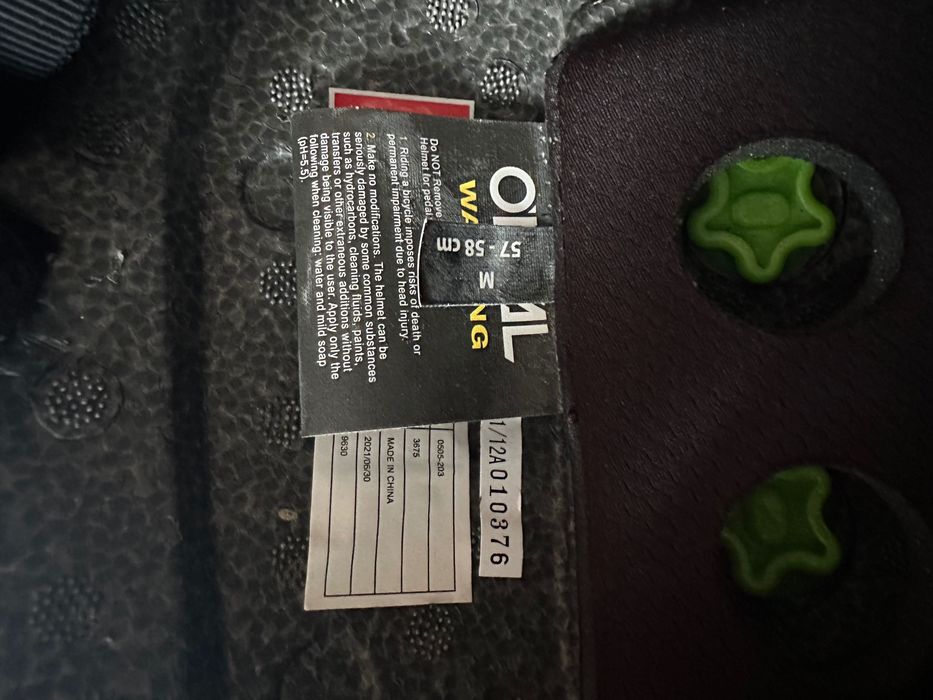 57 - 58 cm
M
NG
Do NOT Remove
Helmet for pedal
1. Riding a bicycle imposes risks of death or
permanent impairment due to head injury.
2. Make no modifications. The helmet can be
seriously damaged by some common substances
such as hydrocarbons, cleaning fluids, paints,
transfers or other extraneous additions without
damage being visible to the user. Apply only the
following when cleaning: water and mild soap
(pH=5,5).
1/12A010376
0505-203
3675
MADE IN CHINA
2021/06/30
9630